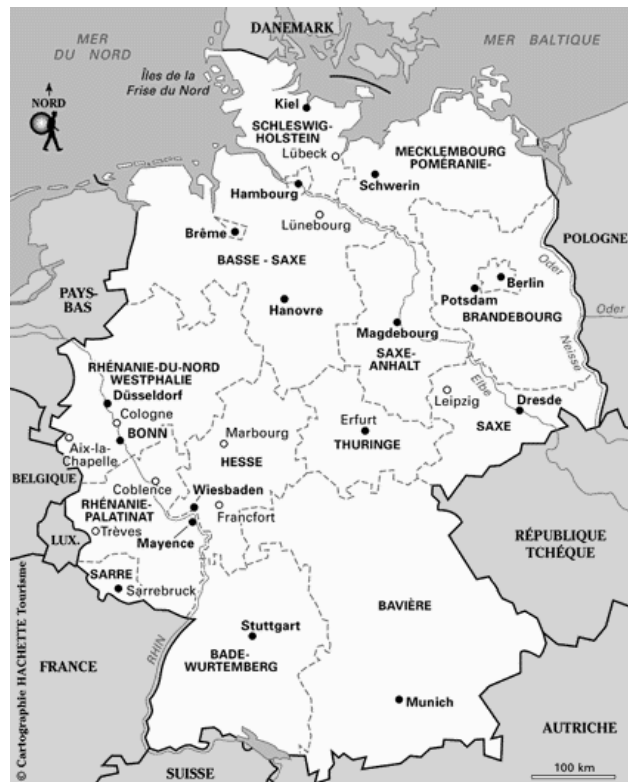 DANEMARK
MER
DU NORD
MER BALTIQUE
Îles de la
Frise du Nord
NORD
Kiel
SCHLESWIG-
HOLSTEIN
Lübeck
MECKLEMBOURG
POMÉRANIE-
Schwerin
Hambourg
Lünebourg
Brême
BASSE - SAXE
POLOGNE
Oder
Berlin
Potsdam
BRANDEBOURG
Oder
Neisse
PAYS-
BAS
Hanovre
Magdebourg
SAXE-
ANHALT
Elbe
RHÉNANIE-DU-NORD
WESTPHALIE
Düsseldorf
Cologne
BONN
Aix-la-
Chapelle
Marbourg
HESSE
Erfurt
THURINGE
Leipzig
Dresde
SAXE
BELGIQUE
Coblence
Wiesbaden
RHÉNANIE-
PALATINAT
Francfort
Trèves
Mayence
LUX.
RÉPUBLIQUE
TCHÈQUE
SARRE
Sarrebruck
BAVIÈRE
Stuttgart
BADE-
WURTEMBERG
RHIN
FRANCE
Munich
AUTRICHE
SUISSE
100 km
© Cartographie HACHETTE Tourisme